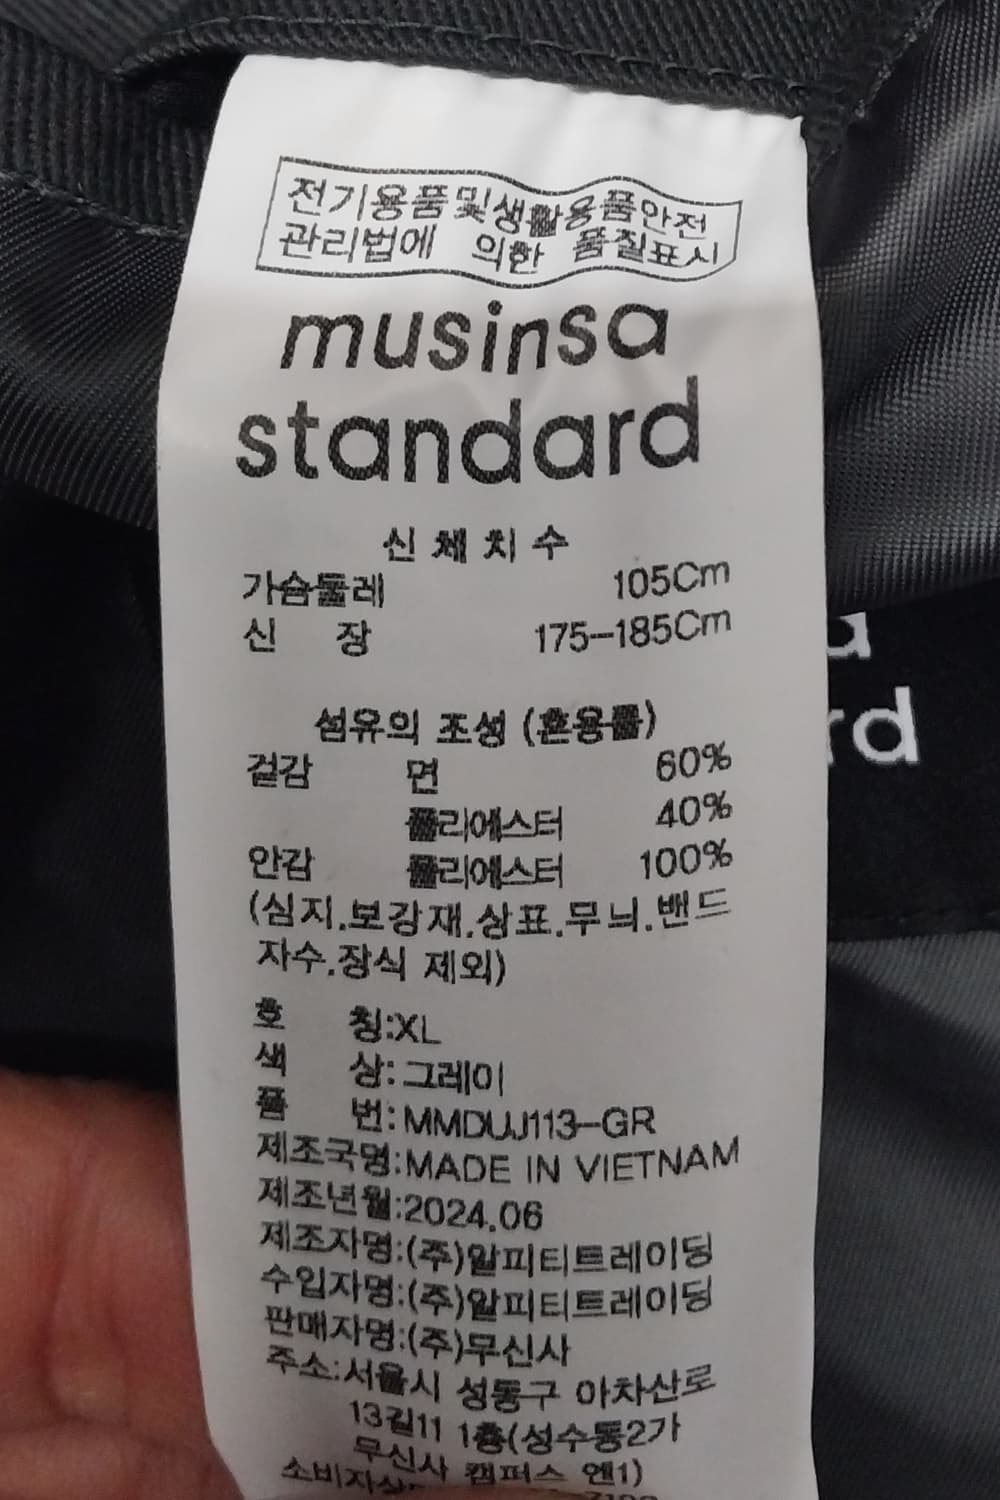 전기용품및생활용품안전
관리법에 의한 품질표시
musinsa
standard
신체치수
가슴둘레 105Cm
신 장 175-185Cm
섬유의 조성 (혼용률)
겉감 면 60%
폴리에스터 40%
안감 폴리에스터 100%
(심지.보강재.상표.무늬.밴드
자수.장식 제외)
호 칭:XL
색 상:그레이
품 번:MMDUJ113-GR
제조국명:MADE IN VIETNAM
제조년월:2024.06
제조자명:(주)알피티트레이딩
수입자명:(주)알피티트레이딩
판매자명:(주)무신사
주소:서울시 성동구 아차산로
13길11 1층(성수동2가
무신사 캠퍼스 엔1)
a
rd